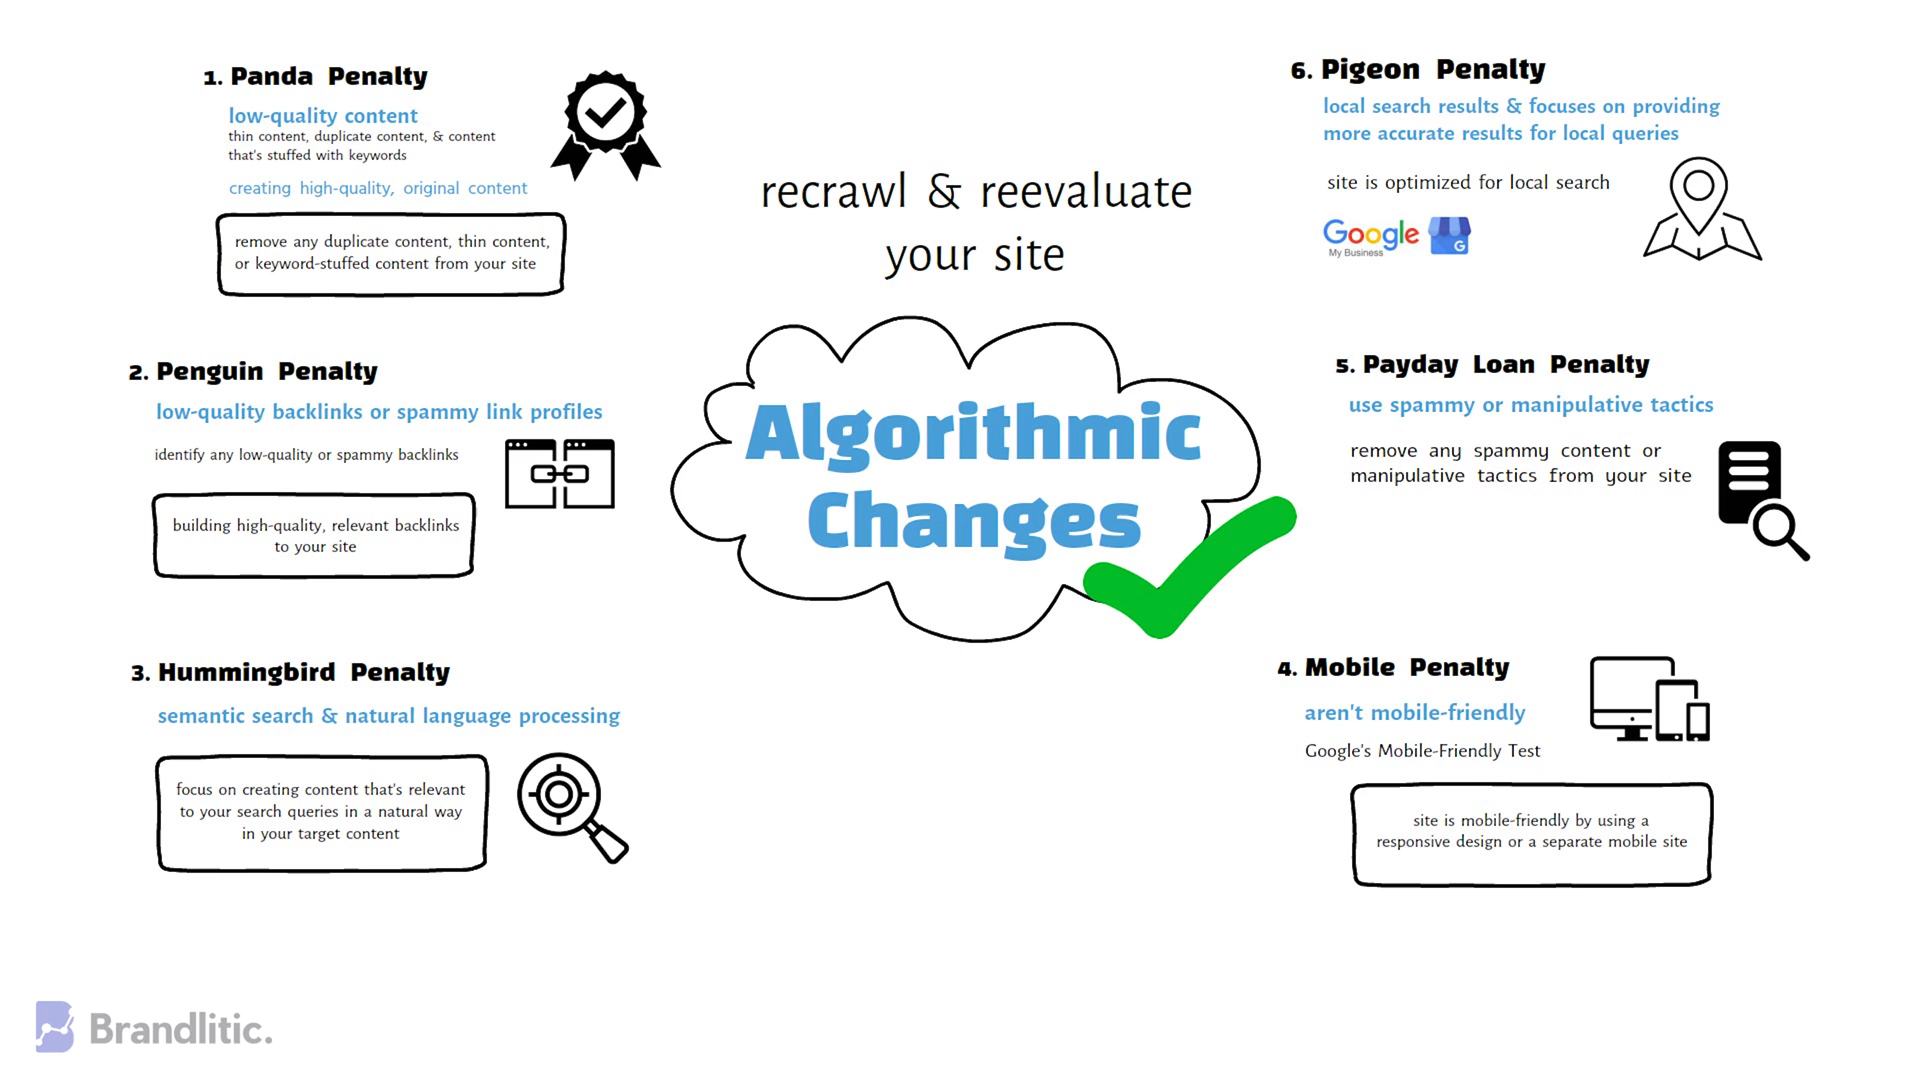 1. Panda Penalty
low-quality content
thin content, duplicate content, & content
that's stuffed with keywords
creating high-quality, original content
remove any duplicate content, thin content,
or keyword-stuffed content from your site
2. Penguin Penalty
low-quality backlinks or spammy link profiles
identify any low-quality or spammy backlinks
building high-quality, relevant backlinks
to your site
3. Hummingbird Penalty
semantic search & natural language processing
focus on creating content that's relevant
to your search queries in a natural way
in your target content
recrawl & reevaluate
your site
Algorithmic
Changes
6. Pigeon Penalty
local search results & focuses on providing
more accurate results for local queries
site is optimized for local search
Google
My Business
G
5. Payday Loan Penalty
use spammy or manipulative tactics
remove any spammy content or
manipulative tactics from your site
4. Mobile Penalty
aren't mobile-friendly
Google's Mobile-Friendly Test
site is mobile-friendly by using a
responsive design or a separate mobile site
Brandlitic.